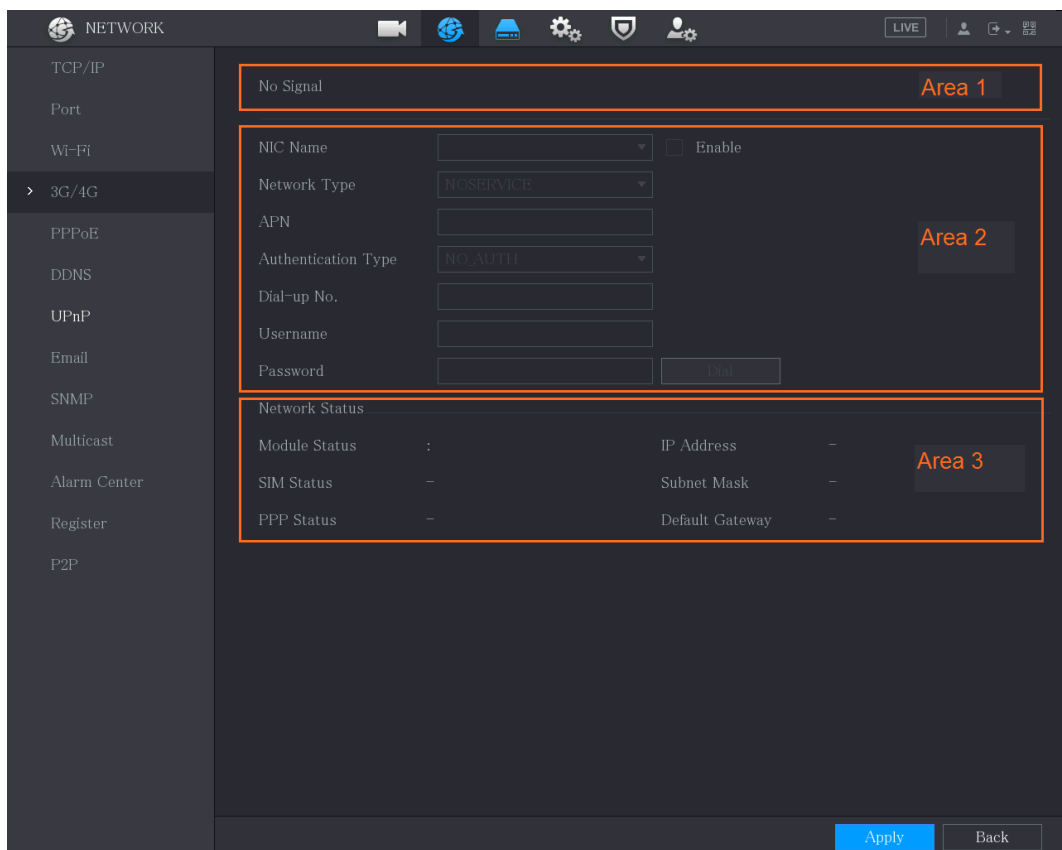 NETWORK
LIVE
TCP/IP
Port
Wi-Fi
3G/4G
PPPoE
DDNS
UPnP
Email
SNMP
Multicast
Alarm Center
Register
P2P
No Signal
Area 1
NIC Name
Enable
Network Type NOSERVICE
APN
Area 2
Authentication Type NO_AUTH
Dial-up No.
Username
Password Dial
Network Status
Module Status : IP Address -
Area 3
SIM Status - Subnet Mask -
PPP Status - Default Gateway -
Apply Back